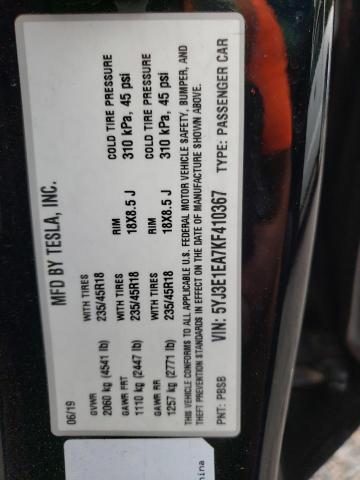 MFD BY TESLA, INC.
06/19
GVWR WITH TIRES RIM COLD TIRE PRESSURE
2060 kg (4541 lb) 235/45R18 18X8.5 J 310 kPa, 45 psi
GAWR FRT WITH TIRES RIM COLD TIRE PRESSURE
1110 kg (2447 lb) 235/45R18 18X8.5 J 310 kPa, 45 psi
GAWR RR
1257 kg (2771 lb)
THIS VEHICLE CONFORMS TO ALL APPLICABLE U.S. FEDERAL MOTOR VEHICLE SAFETY, BUMPER, AND
THEFT PREVENTION STANDARDS IN EFFECT ON THE DATE OF MANUFACTURE SHOWN ABOVE.
VIN: 5YJ3E1EA7KF410367 TYPE: PASSENGER CAR
PNT: PBSB
hina